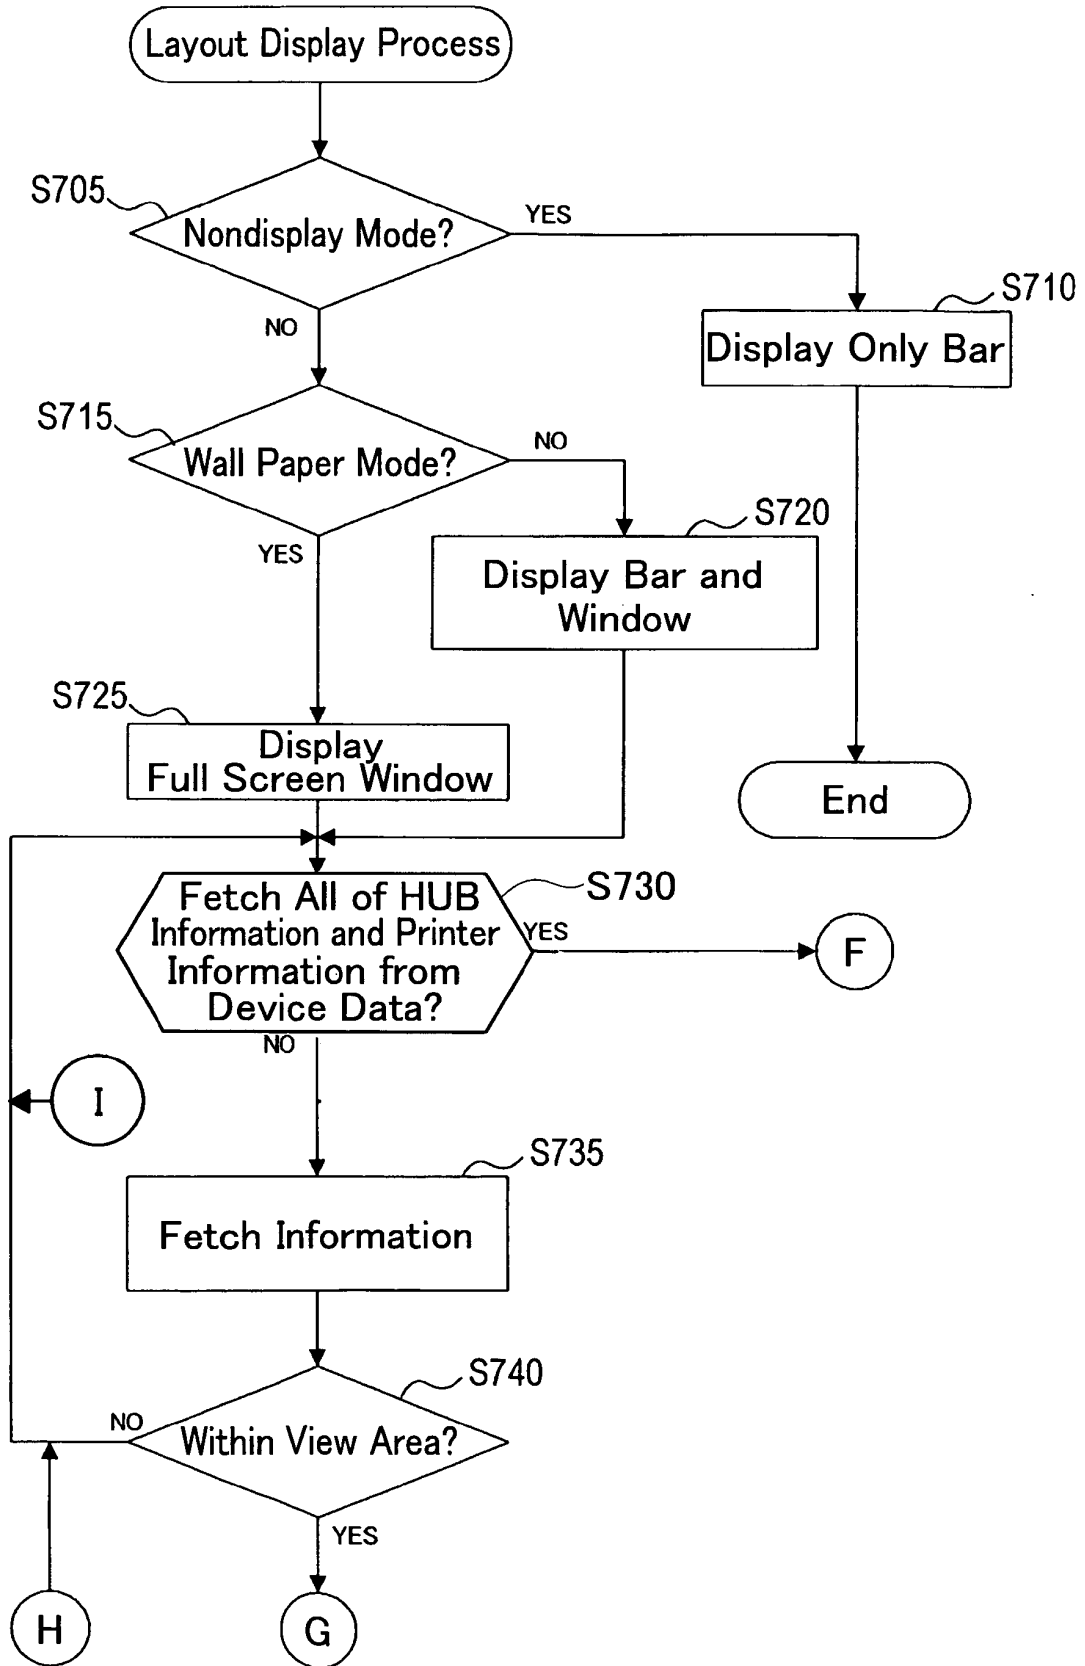 Layout Display Process
S705
Nondisplay Mode?
YES
NO
S710
Display Only Bar
S715
Wall Paper Mode?
NO
YES
S720
Display Bar and
Window
S725
Display
Full Screen Window
End
S730
Fetch All of HUB
Information and Printer
Information from
Device Data?
YES
F
NO
I
S735
Fetch Information
S740
Within View Area?
NO
YES
H
G